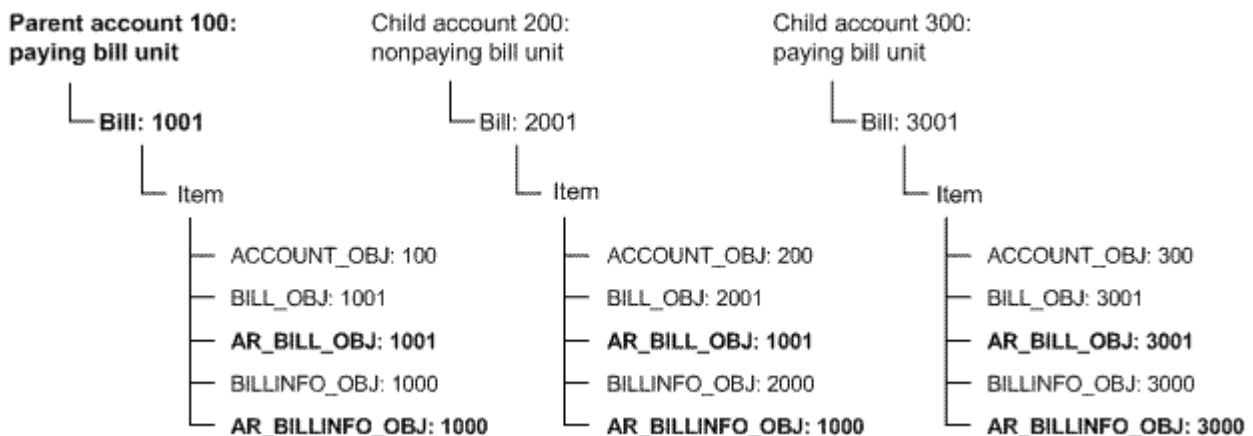 Parent account 100:
paying bill unit
Bill: 1001
Item
ACCOUNT_OBJ: 100
BILL_OBJ: 1001
AR_BILL_OBJ: 1001
BILLINFO_OBJ: 1000
AR_BILLINFO_OBJ: 1000
Child account 200:
nonpaying bill unit
Bill: 2001
Item
ACCOUNT_OBJ: 200
BILL_OBJ: 2001
AR_BILL_OBJ: 1001
BILLINFO_OBJ: 2000
AR_BILLINFO_OBJ: 1000
Child account 300:
paying bill unit
Bill: 3001
Item
ACCOUNT_OBJ: 300
BILL_OBJ: 3001
AR_BILL_OBJ: 3001
BILLINFO_OBJ: 3000
AR_BILLINFO_OBJ: 3000